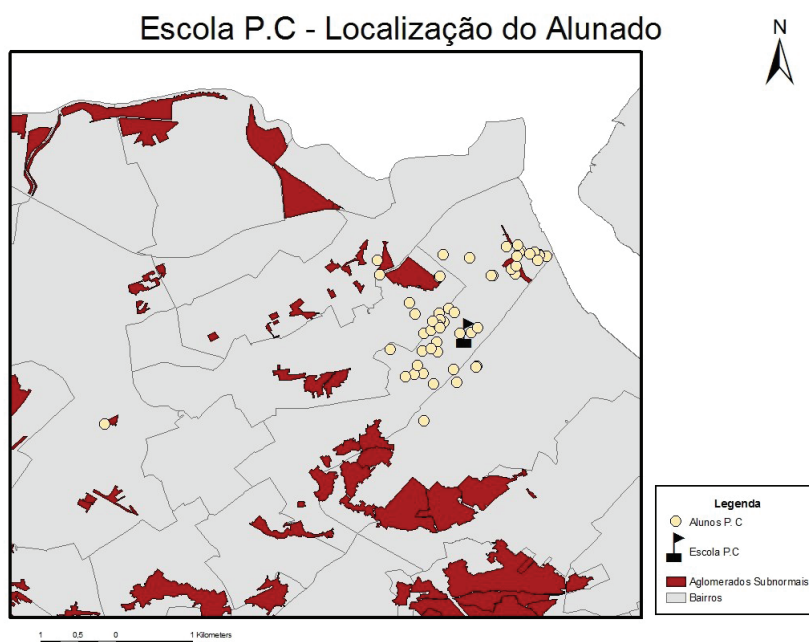 Escola P.C - Localização do Alunado
N
Legenda
Alunos P. C
Escola P.C
Aglomerados Subnormais
Bairros
1 0,5 0 1 Kilometers